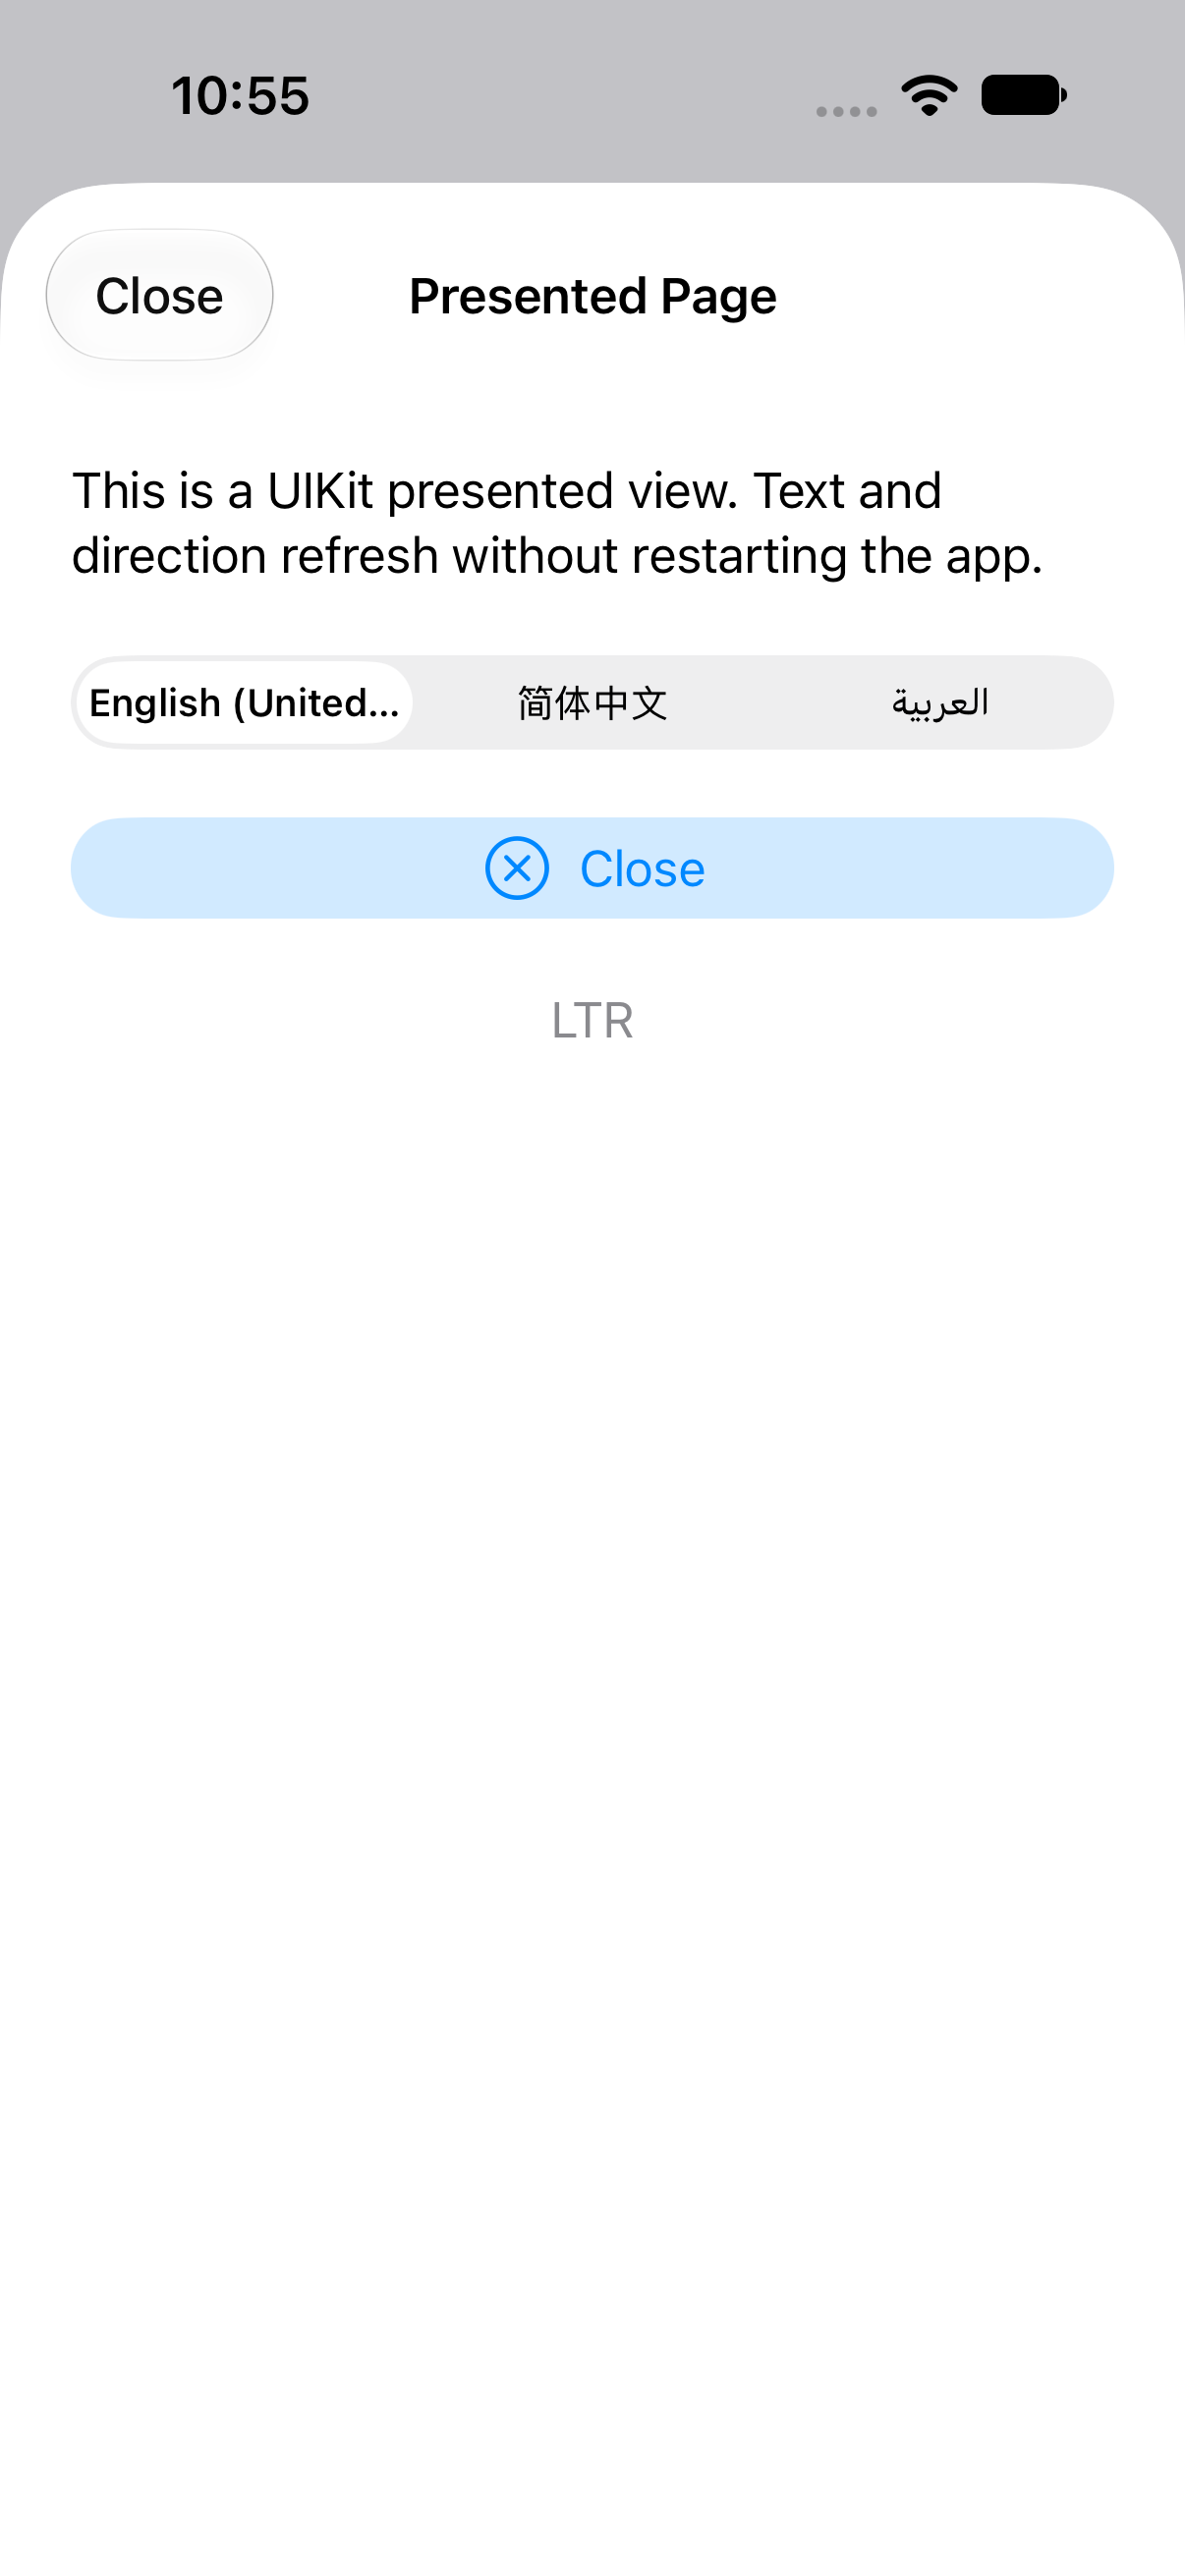 10:55
Close
Presented Page
This is a UIKit presented view. Text and
direction refresh without restarting the app.
English (United...
简体中文
العربية
Close
LTR